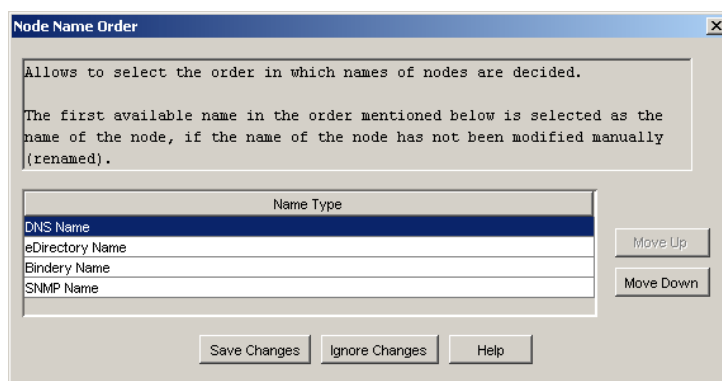 Node Name Order
Allows to select the order in which names of nodes are decided.
The first available name in the order mentioned below is selected as the
name of the node, if the name of the node has not been modified manually
(renamed).
Name Type
DNS Name
eDirectory Name
Bindery Name
SNMP Name
Move Up
Move Down
Save Changes
Ignore Changes
Help